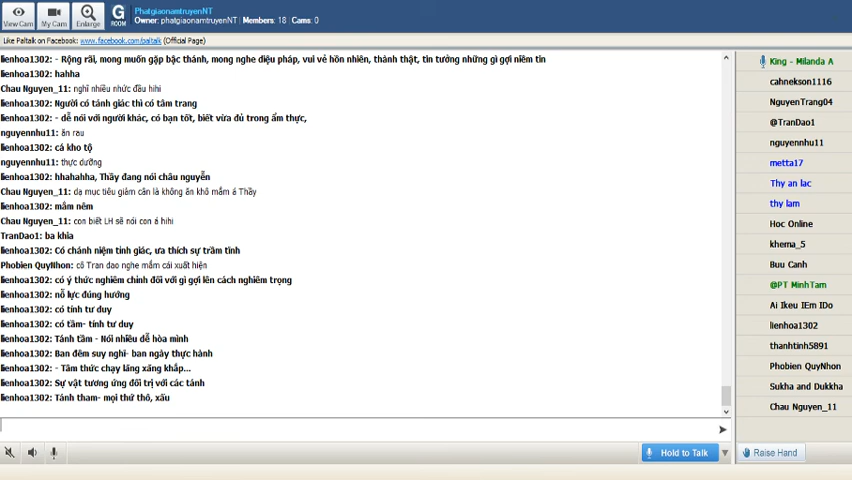 View Cam
My Cam
Enlarge
G
ROOM
PhatgiaonamtruyenNT
Owner: phatgiaonamtruyenNT | Members: 18 | Cams: 0
Like Paltalk on Facebook: www.facebook.com/paltalk (Official Page)
lienhoa1302: - Rộng rãi, mong muốn gặp bậc thánh, mong nghe diệu pháp, vui vẻ hồn nhiên, thành thật, tin tưởng những gì gợi niềm tin
lienhoa1302: hahha
Chau Nguyen_11: nghĩ nhiều nhức đầu hihi
lienhoa1302: Người có tánh giác thì có tâm trang
lienhoa1302: - dễ nói với người khác, có bạn tốt, biết vừa đủ trong ẩm thực,
nguyennhu11: ăn rau
lienhoa1302: cá kho tộ
nguyennhu11: thực dưỡng
lienhoa1302: hhahahha, Thầy đang nói châu nguyễn
Chau Nguyen_11: dạ mục tiêu giảm cân là không ăn khô mắm á Thầy
lienhoa1302: mắm nêm
Chau Nguyen_11: con biết LH sẽ nói con á hihi
TranDao1: ba khia
lienhoa1302: Có chánh niệm tỉnh giác, ưa thích sự trầm tĩnh
Phobien QuyNhon: cô Tran dao nghe mắm cái xuất hiện
lienhoa1302: có ý thức nghiêm chỉnh đối với gì gợi lên cách nghiêm trọng
lienhoa1302: nỗ lực đúng hướng
lienhoa1302: có tính tư duy
lienhoa1302: có tầm- tính tư duy
lienhoa1302: Tánh tầm - Nói nhiều dễ hòa mình
lienhoa1302: Ban đêm suy nghĩ- ban ngày thực hành
lienhoa1302: - Tâm thức chạy lăng xăng khắp...
lienhoa1302: Sự vật tương ứng đối trị với các tánh
lienhoa1302: Tánh tham- mọi thứ thô, xấu
Hold to Talk
Raise Hand
King - Milanda A
cahnekson1116
NguyenTrang04
@TranDao1
nguyennhu11
metta17
Thy an lac
thy lam
Hoc Online
khema_5
Buu Canh
@PT MinhTam
Ai lkeu IEm IDo
lienhoa1302
thanhtinh5891
Phobien QuyNhon
Sukha and Dukkha
Chau Nguyen_11